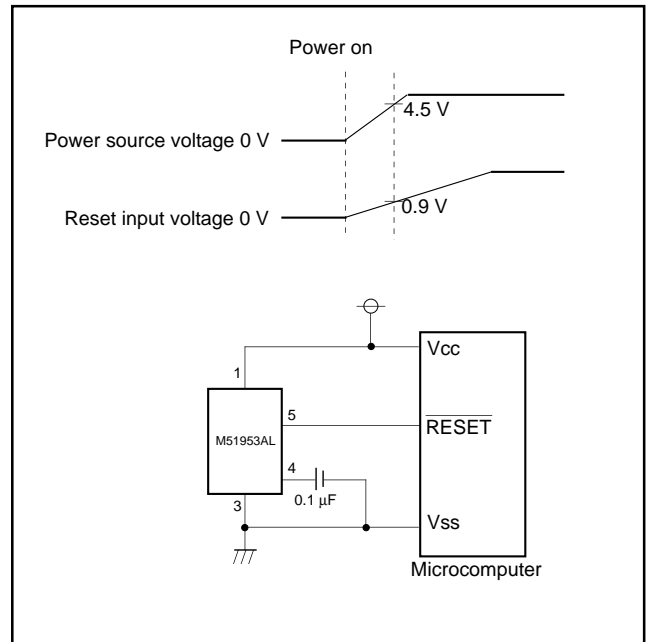 Power on
4.5 V
Power source voltage 0 V
0.9 V
Reset input voltage 0 V
1
Vcc
M51953AL
5
RESET
4
0.1 μF
3
Vss
Microcomputer